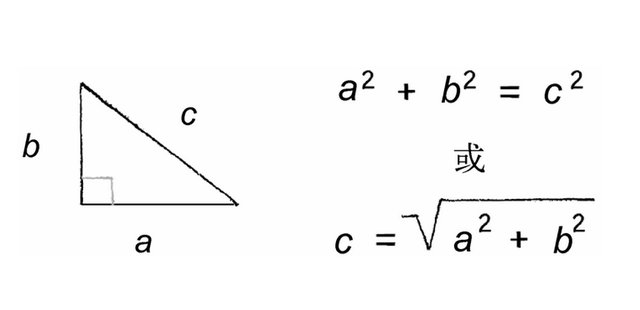 b
c
a
a² + b² = c²
或
c = √a² + b²